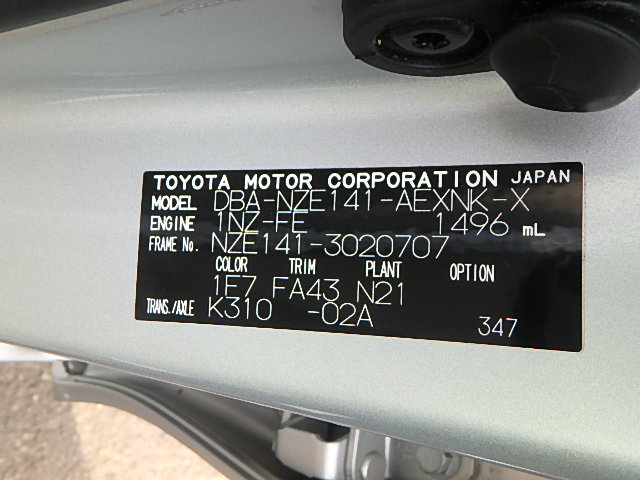 TOYOTA MOTOR CORPORATION JAPAN
MODEL DBA-NZE141-AEXNK-X
ENGINE 1NZ-FE 1496 mL
FRAME No. NZE141-3020707
COLOR TRIM PLANT OPTION
1E7 FA43 N21
TRANS./AXLE K310 -02A
347